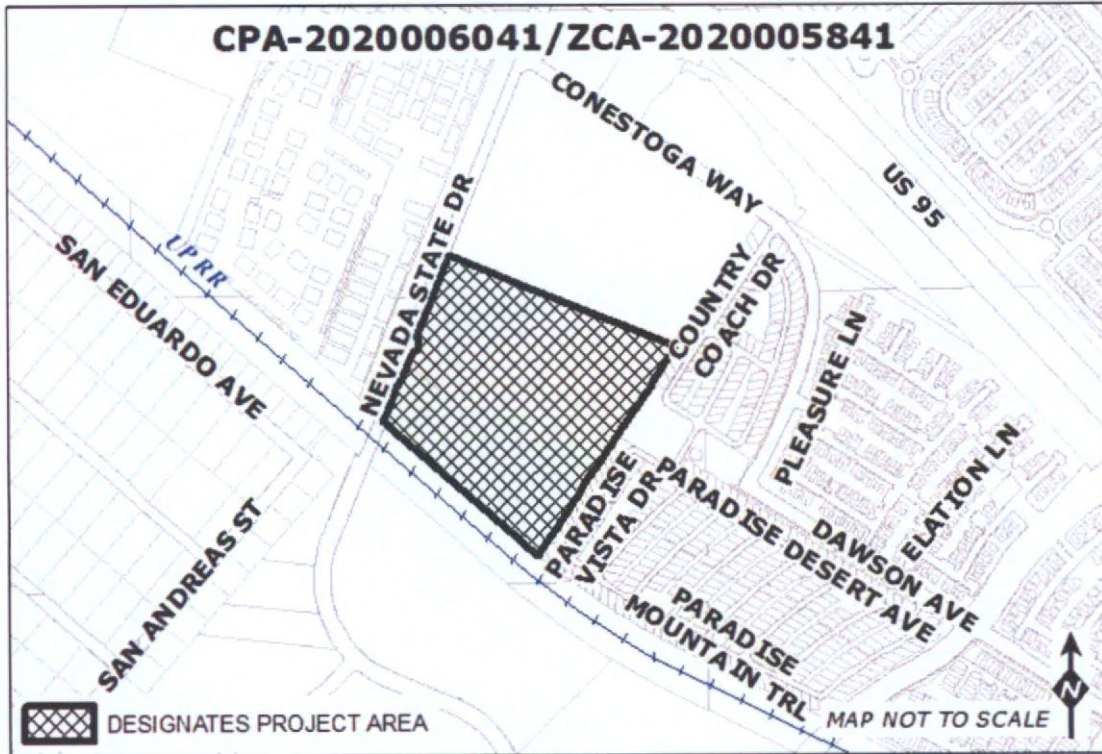 CPA-2020006041/ZCA-2020005841
CONESTOGA WAY
US 95
NEVADA STATE DR
UPRR
SAN EDUARDO AVE
COUNTRY
COACH DR
PLEASURE LN
ELATION LN
PARADISE
VISTA DR
PARADISE DESERT AVE
DAWSON AVE
SAN ANDREAS ST
PARADISE
MOUNTAIN TRL
N
DESIGNATES PROJECT AREA
MAP NOT TO SCALE